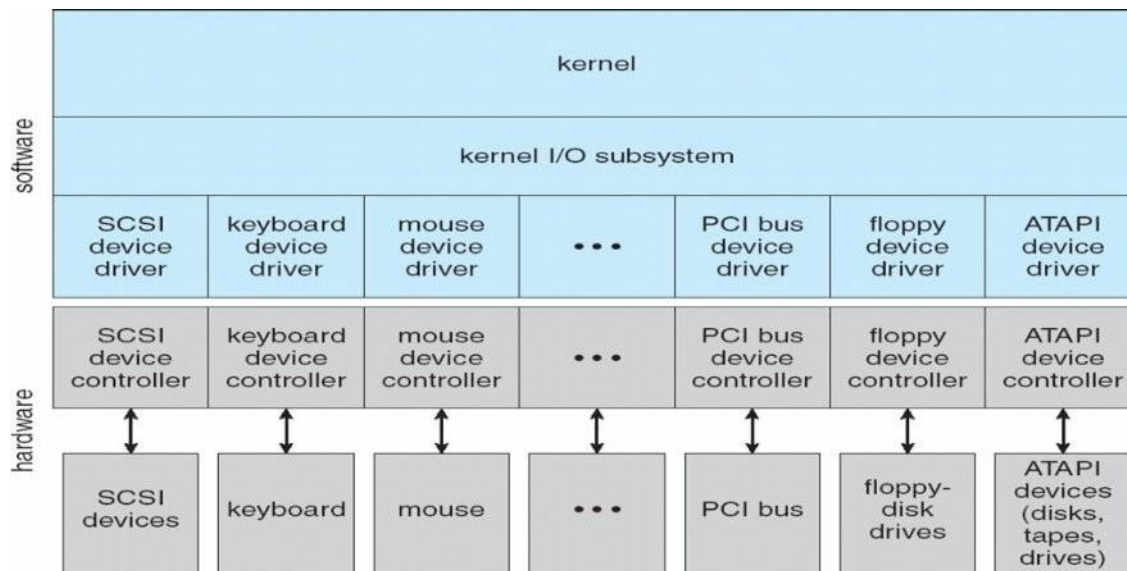 software
kernel
kernel I/O subsystem
SCSI
device
driver
keyboard
device
driver
mouse
device
driver
•••
PCI bus
device
driver
floppy
device
driver
ATAPI
device
driver
hardware
SCSI
device
controller
keyboard
device
controller
mouse
device
controller
•••
PCI bus
device
controller
floppy
device
controller
ATAPI
device
controller
SCSI
devices
keyboard
mouse
•••
PCI bus
floppy-
disk
drives
ATAPI
devices
(disks,
tapes,
drives)